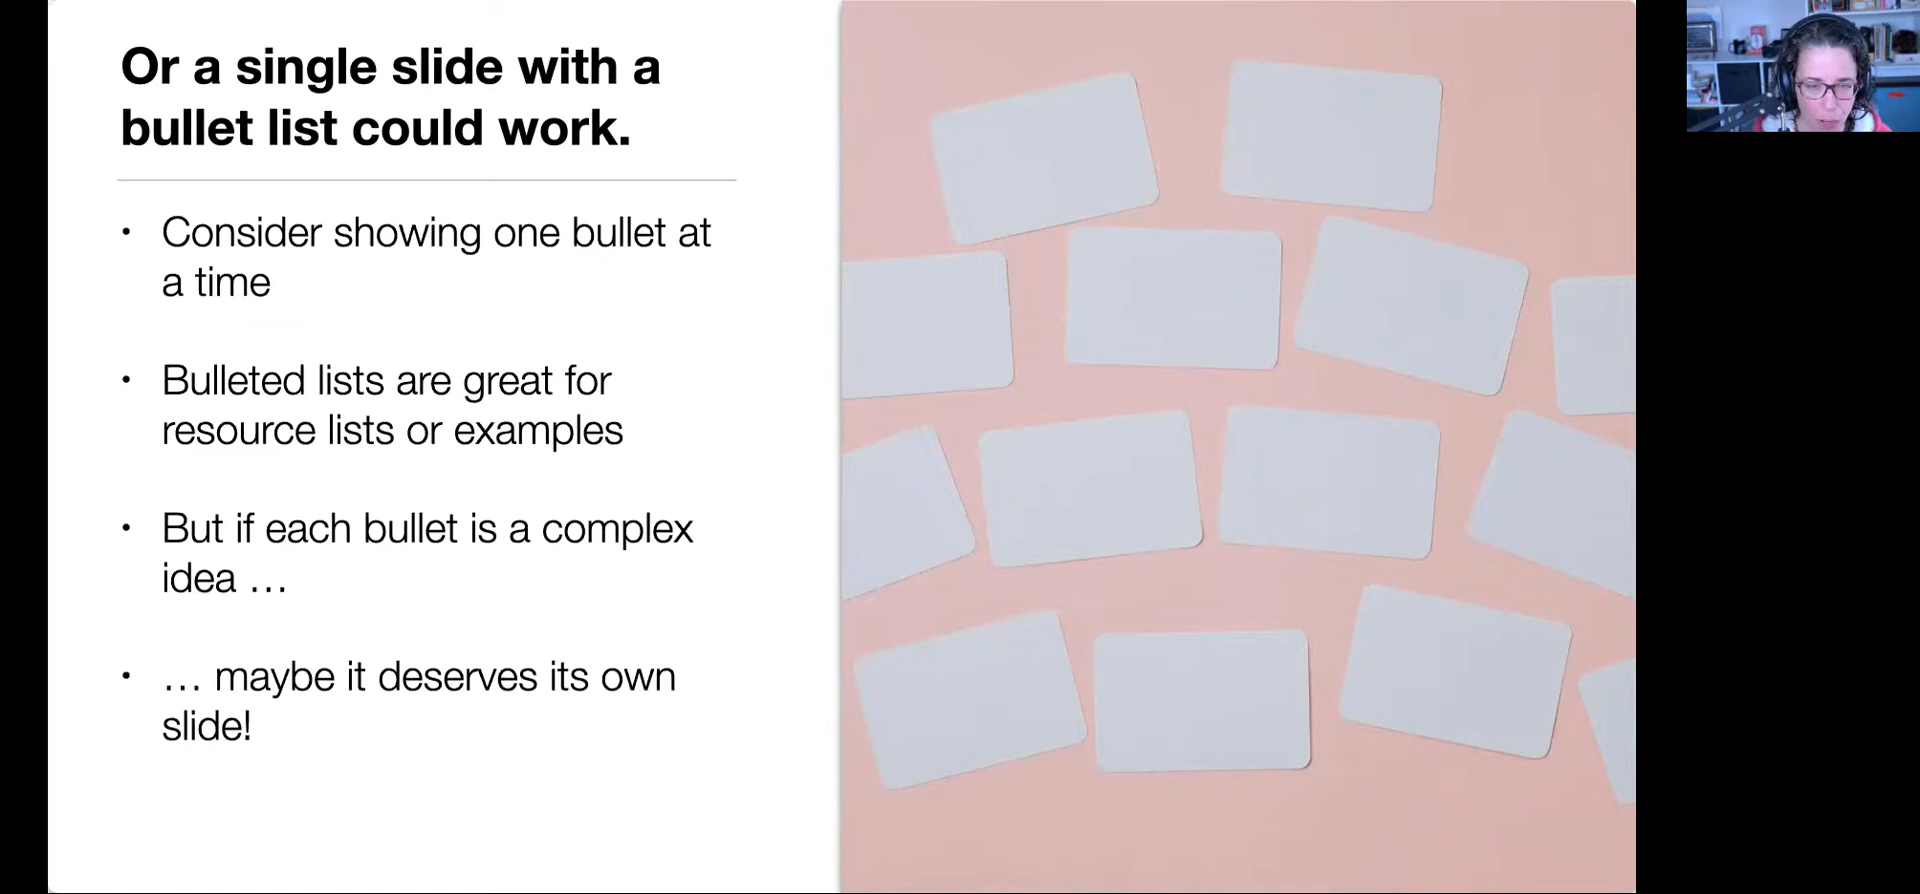 Or a single slide with a
bullet list could work.
• Consider showing one bullet at
a time
• Bulleted lists are great for
resource lists or examples
• But if each bullet is a complex
idea …
• … maybe it deserves its own
slide!